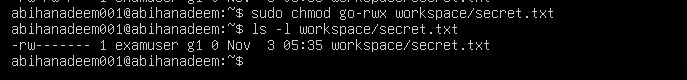 abihanadeem001@abihanadeem:~$ sudo chmod go-rwx workspace/secret.txt
abihanadeem001@abihanadeem:~$ ls -l workspace/secret.txt
-rw------- 1 examuser g1 0 Nov  3 05:35 workspace/secret.txt
abihanadeem001@abihanadeem:~$